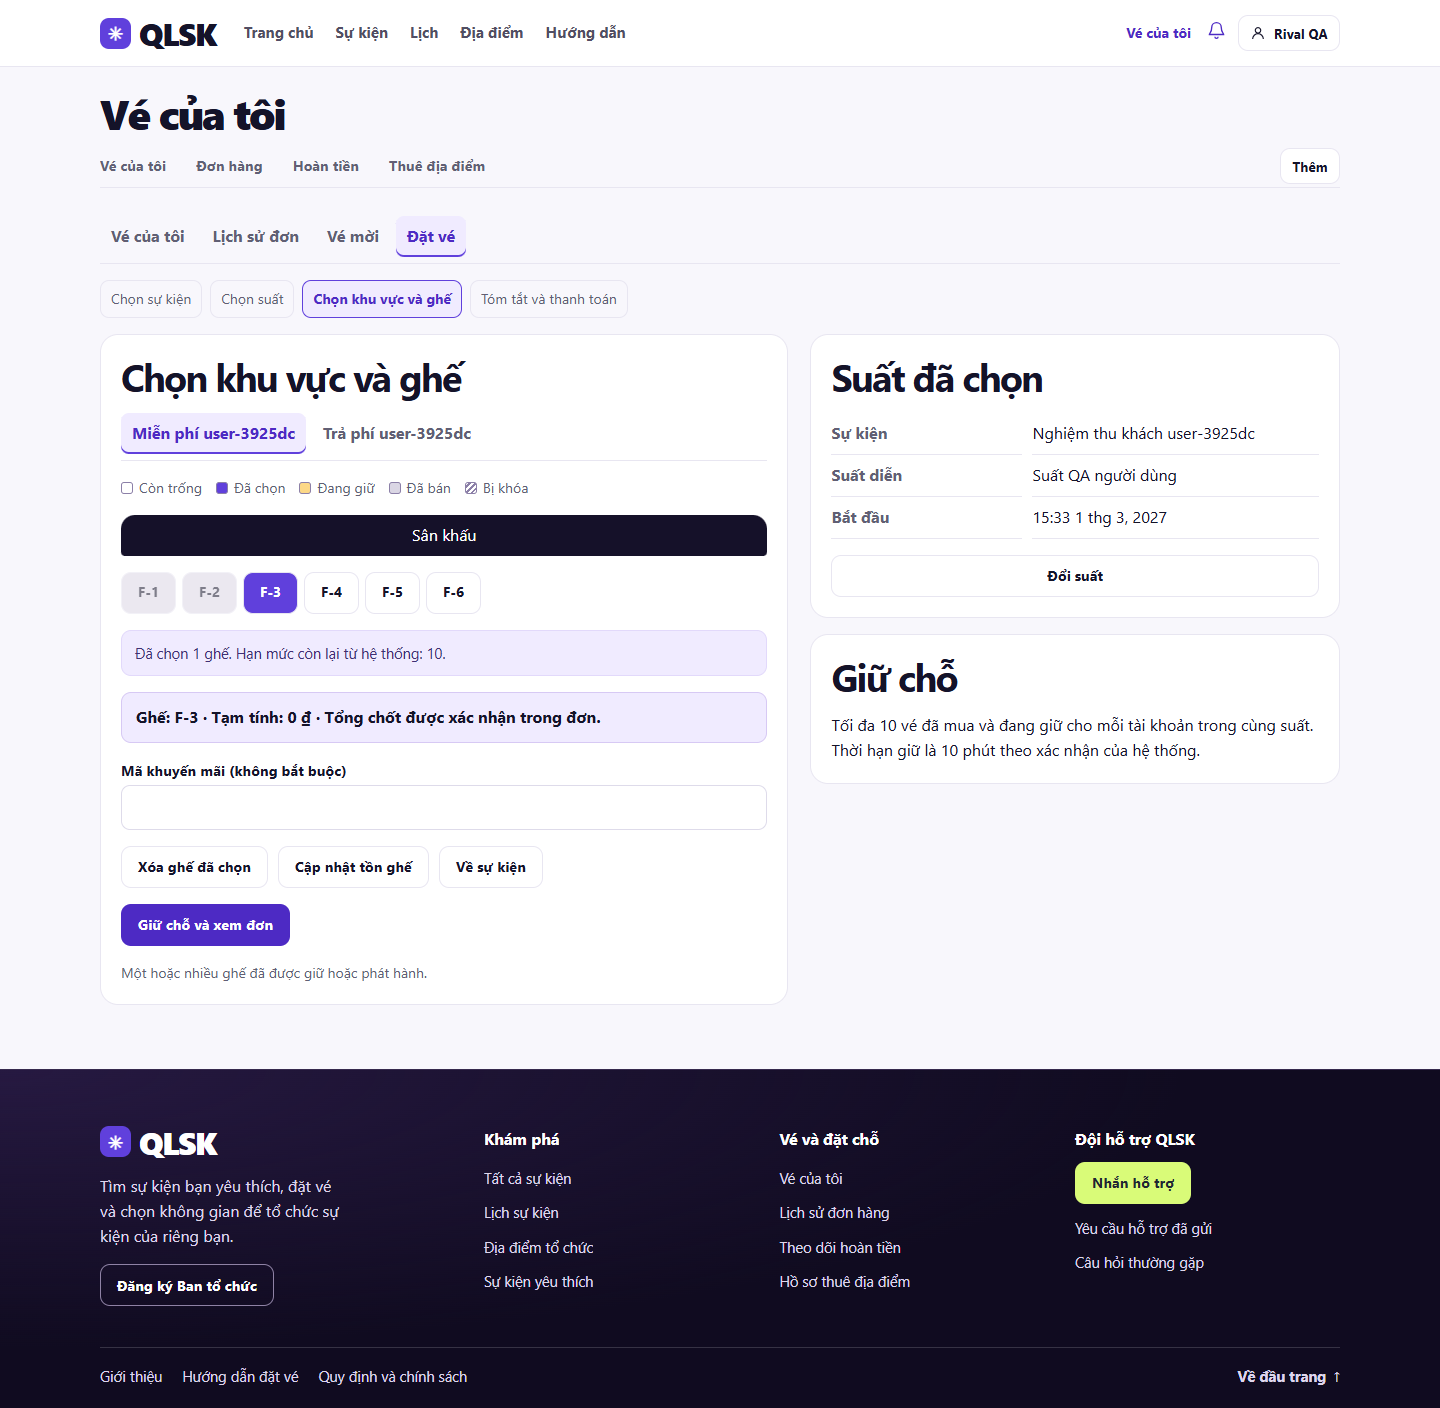 QLSK
Trang chủ
Sự kiện
Lịch
Địa điểm
Hướng dẫn
Vé của tôi
Rival QA
Vé của tôi
Vé của tôi
Đơn hàng
Hoàn tiền
Thuê địa điểm
Thêm
Vé của tôi
Lịch sử đơn
Vé mời
Đặt vé
Chọn sự kiện
Chọn suất
Chọn khu vực và ghế
Tóm tắt và thanh toán
Chọn khu vực và ghế
Miễn phí user-3925dc
Trả phí user-3925dc
Còn trống
Đã chọn
Đang giữ
Đã bán
Bị khóa
Sân khấu
F-1
F-2
F-3
F-4
F-5
F-6
Đã chọn 1 ghế. Hạn mức còn lại từ hệ thống: 10.
Ghế: F-3 · Tạm tính: 0 ₫ · Tổng chốt được xác nhận trong đơn.
Mã khuyến mãi (không bắt buộc)
Xóa ghế đã chọn
Cập nhật tồn ghế
Về sự kiện
Giữ chỗ và xem đơn
Một hoặc nhiều ghế đã được giữ hoặc phát hành.
Suất đã chọn
Sự kiện
Nghiệm thu khách user-3925dc
Suất diễn
Suất QA người dùng
Bắt đầu
15:33 1 thg 3, 2027
Đổi suất
Giữ chỗ
Tối đa 10 vé đã mua và đang giữ cho mỗi tài khoản trong cùng suất.
Thời hạn giữ là 10 phút theo xác nhận của hệ thống.
QLSK
Tìm sự kiện bạn yêu thích, đặt vé
và chọn không gian để tổ chức sự
kiện của riêng bạn.
Đăng ký Ban tổ chức
Khám phá
Tất cả sự kiện
Lịch sự kiện
Địa điểm tổ chức
Sự kiện yêu thích
Vé và đặt chỗ
Vé của tôi
Lịch sử đơn hàng
Theo dõi hoàn tiền
Hồ sơ thuê địa điểm
Đội hỗ trợ QLSK
Nhắn hỗ trợ
Yêu cầu hỗ trợ đã gửi
Câu hỏi thường gặp
Giới thiệu
Hướng dẫn đặt vé
Quy định và chính sách
Về đầu trang ↑